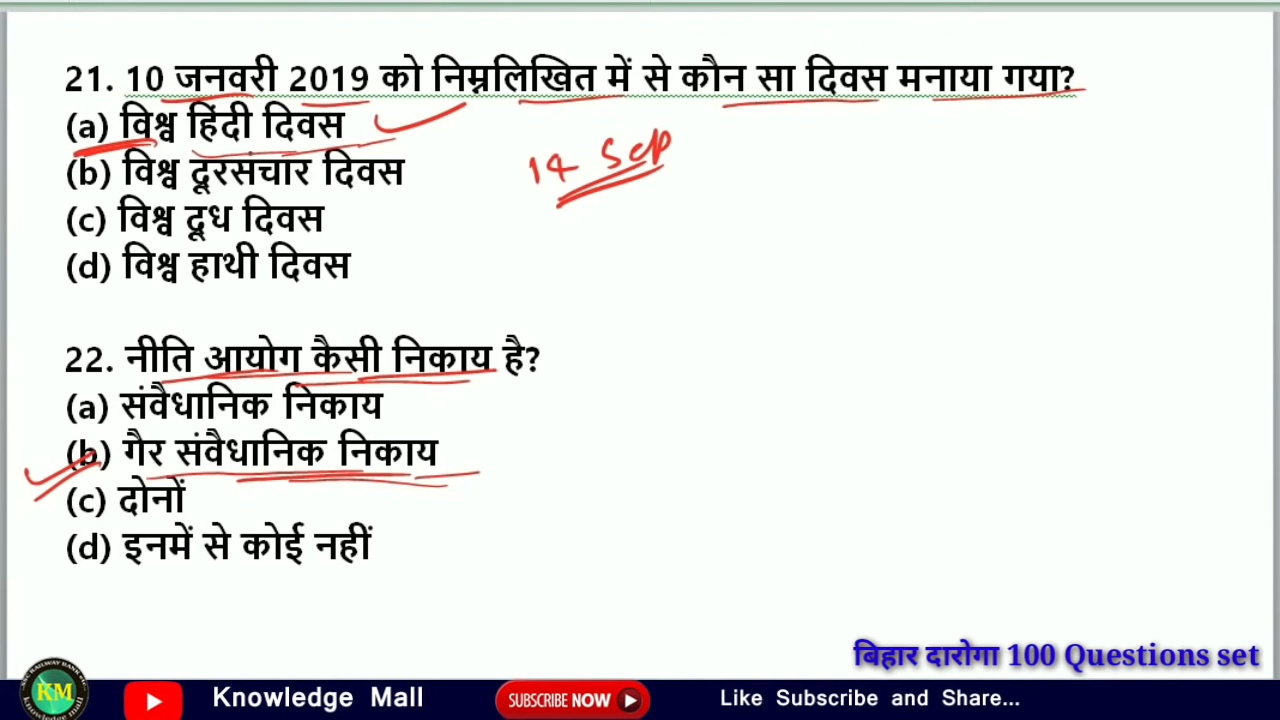 21. 10 जनवरी 2019 को निम्नलिखित में से कौन सा दिवस मनाया गया?
(a) विश्व हिंदी दिवस
14 Sep
(b) विश्व दूरसंचार दिवस
(c) विश्व दूध दिवस
(d) विश्व हाथी दिवस
22. नीति आयोग कैसी निकाय है?
(a) संवैधानिक निकाय
(b) गैर संवैधानिक निकाय
(c) दोनों
(d) इनमें से कोई नहीं
बिहार दारोगा 100 Questions set
KM
Knowledge Mall
SUBSCRIBE NOW
Like Subscribe and Share...